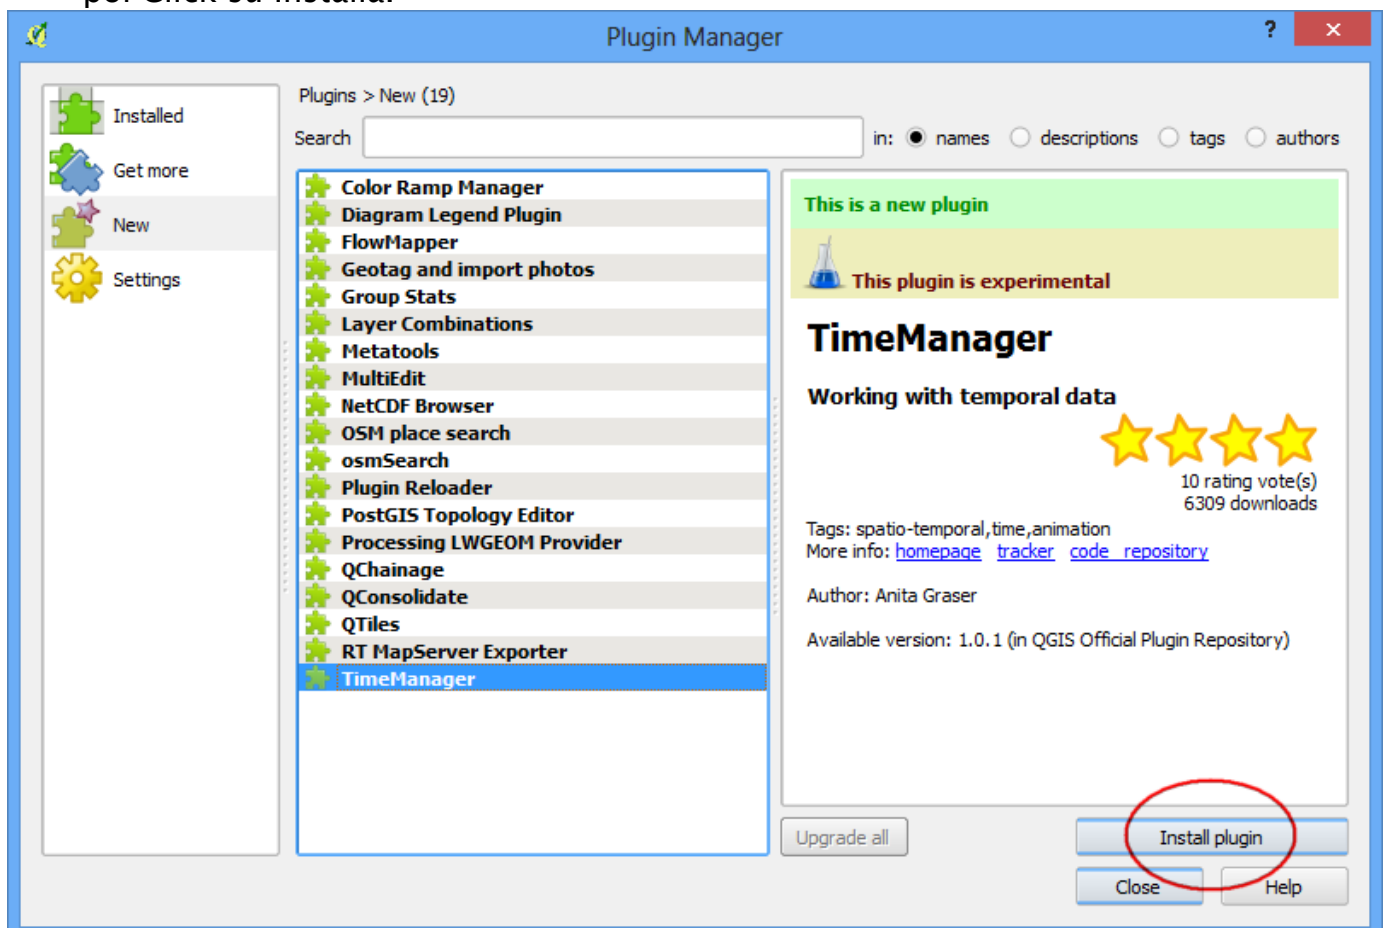 poi Click su Installa.
Plugin Manager
?
Installed
Get more
New
Settings
Plugins > New (19)
Search
in: names descriptions tags authors
Color Ramp Manager
Diagram Legend Plugin
FlowMapper
Geotag and import photos
Group Stats
Layer Combinations
Metatools
MultiEdit
NetCDF Browser
OSM place search
osmSearch
Plugin Reloader
PostGIS Topology Editor
Processing LWGEOM Provider
QChainage
QConsolidate
QTiles
RT MapServer Exporter
TimeManager
This is a new plugin
This plugin is experimental
TimeManager
Working with temporal data
10 rating vote(s)
6309 downloads
Tags: spatio-temporal,time,animation
More info: homepage tracker code_repository
Author: Anita Graser
Available version: 1.0.1 (in QGIS Official Plugin Repository)
Upgrade all
Install plugin
Close
Help